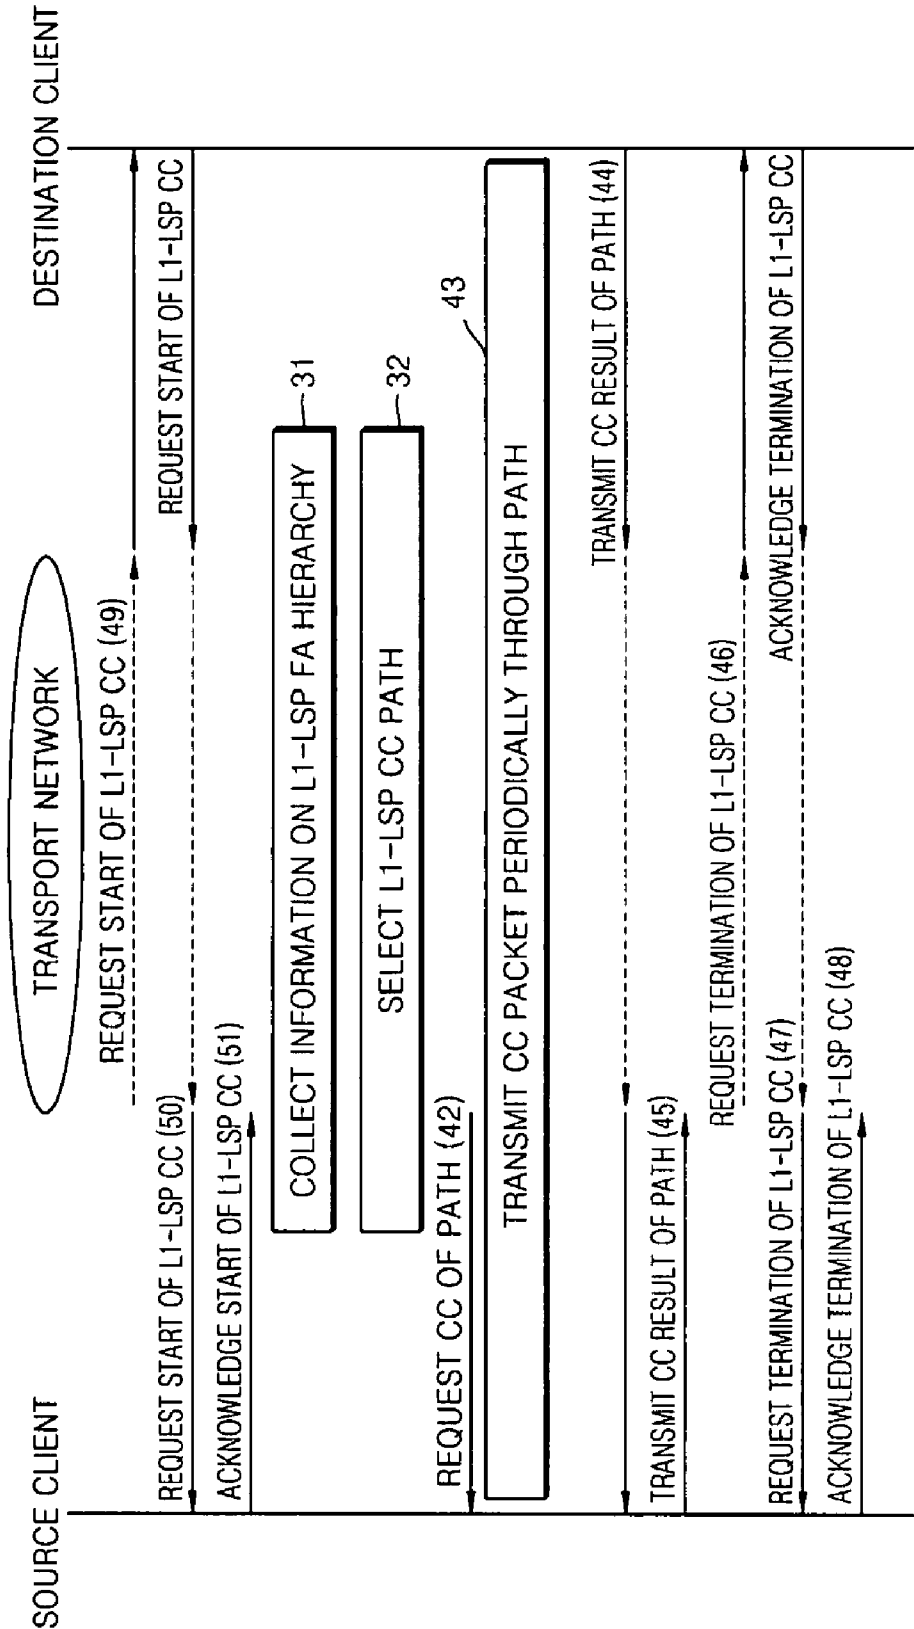 SOURCE CLIENT
TRANSPORT NETWORK
DESTINATION CLIENT
REQUEST START OF L1-LSP CC (49)
REQUEST START OF L1-LSP CC (50)
REQUEST START OF L1-LSP CC
ACKNOWLEDGE START OF L1-LSP CC (51)
COLLECT INFORMATION ON L1-LSP FA HIERARCHY
31
SELECT L1-LSP CC PATH
32
REQUEST CC OF PATH (42)
43
TRANSMIT CC PACKET PERIODICALLY THROUGH PATH
TRANSMIT CC RESULT OF PATH (44)
TRANSMIT CC RESULT OF PATH (45)
REQUEST TERMINATION OF L1-LSP CC (46)
REQUEST TERMINATION OF L1-LSP CC (47)
ACKNOWLEDGE TERMINATION OF L1-LSP CC
ACKNOWLEDGE TERMINATION OF L1-LSP CC (48)